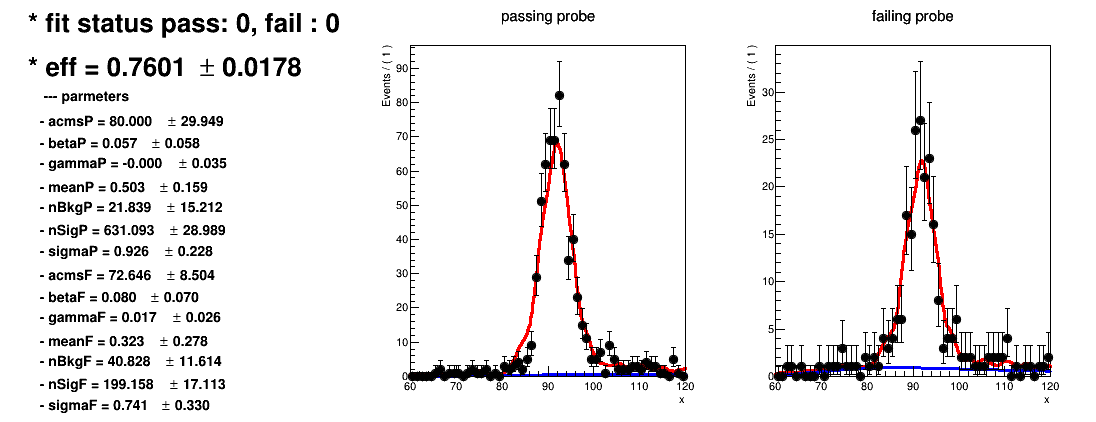 * fit status pass: 0, fail : 0
* eff = 0.7601 ± 0.0178
--- parmeters
- acmsP = 80.000 ± 29.949
- betaP = 0.057 ± 0.058
- gammaP = -0.000 ± 0.035
- meanP = 0.503 ± 0.159
- nBkgP = 21.839 ± 15.212
- nSigP = 631.093 ± 28.989
- sigmaP = 0.926 ± 0.228
- acmsF = 72.646 ± 8.504
- betaF = 0.080 ± 0.070
- gammaF = 0.017 ± 0.026
- meanF = 0.323 ± 0.278
- nBkgF = 40.828 ± 11.614
- nSigF = 199.158 ± 17.113
- sigmaF = 0.741 ± 0.330
passing probe
Events / ( 1 )
90
80
70
60
50
40
30
20
10
0
60 70 80 90 100 110 120
x
failing probe
Events / ( 1 )
30
25
20
15
10
5
0
60 70 80 90 100 110 120
x